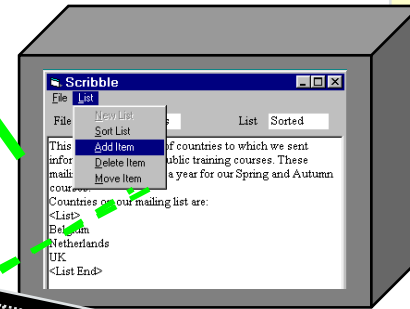 Scribble
File List
File s List Sorted
New List
Sort List
Add Item
Delete Item
Move Item
This of countries to which we sent
infor ublic training courses. These
maili a year for our Spring and Autumn
courses.
Countries on our mailing list are:
<List>
Belgium
Netherlands
UK
<List End>